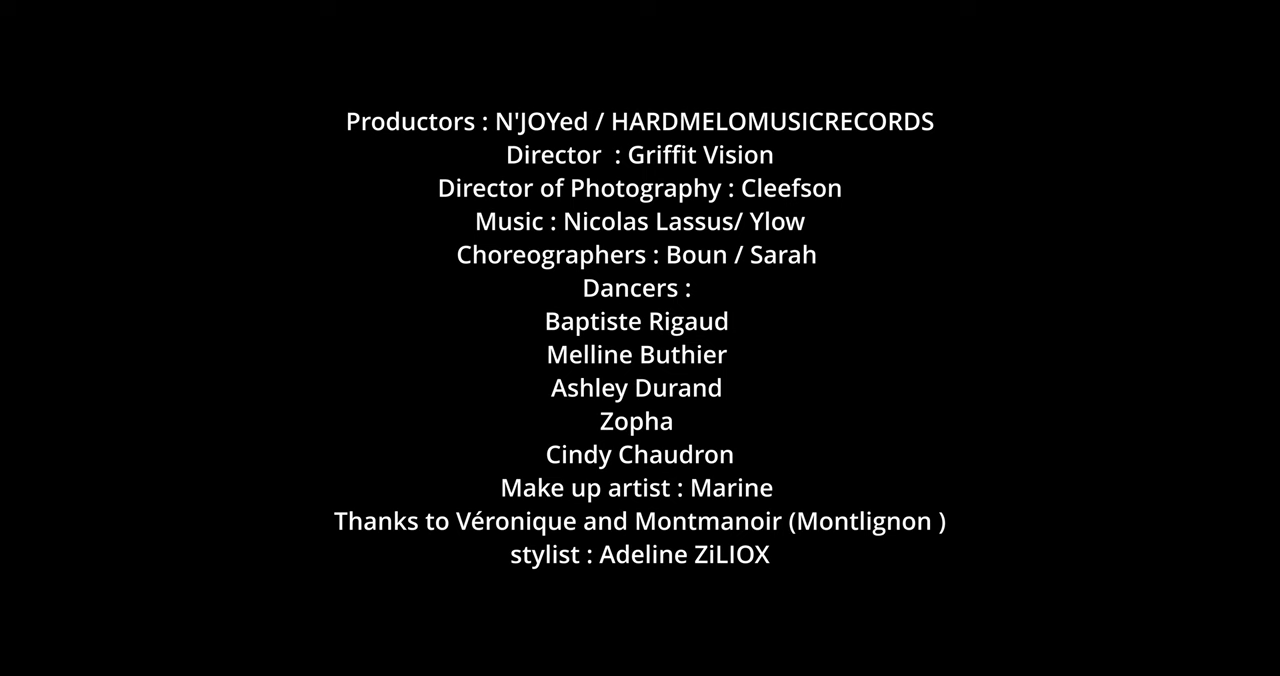 Productors : N'JOYed / HARDMELOMUSICRECORDS
Director  : Griffit Vision
Director of Photography : Cleefson
Music : Nicolas Lassus/ Ylow
Choreographers : Boun / Sarah
Dancers :
Baptiste Rigaud
Melline Buthier
Ashley Durand
Zopha
Cindy Chaudron
Make up artist : Marine
Thanks to Véronique and Montmanoir (Montlignon )
stylist : Adeline ZiLIOX